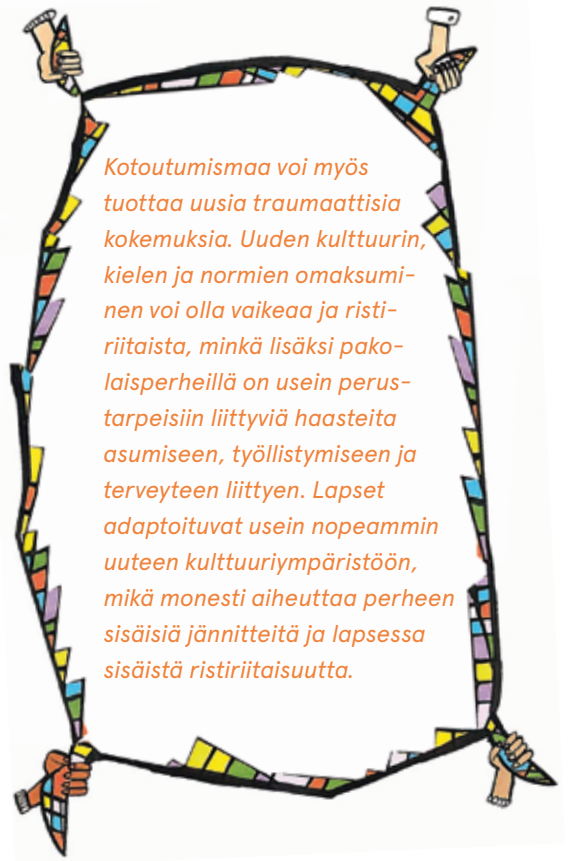 Kotoutumismaa voi myös
tuottaa uusia traumaattisia
kokemuksia. Uuden kulttuurin,
kielen ja normien omaksumi-
nen voi olla vaikeaa ja risti-
riitaista, minkä lisäksi pako-
laisperheillä on usein perus-
tarpeisiin liittyviä haasteita
asumiseen, työllistymiseen ja
terveyteen liittyen. Lapset
adaptoituvat usein nopeammin
uuteen kulttuuriympäristöön,
mikä monesti aiheuttaa perheen
sisäisiä jännitteitä ja lapsessa
sisäistä ristiriitaisuutta.